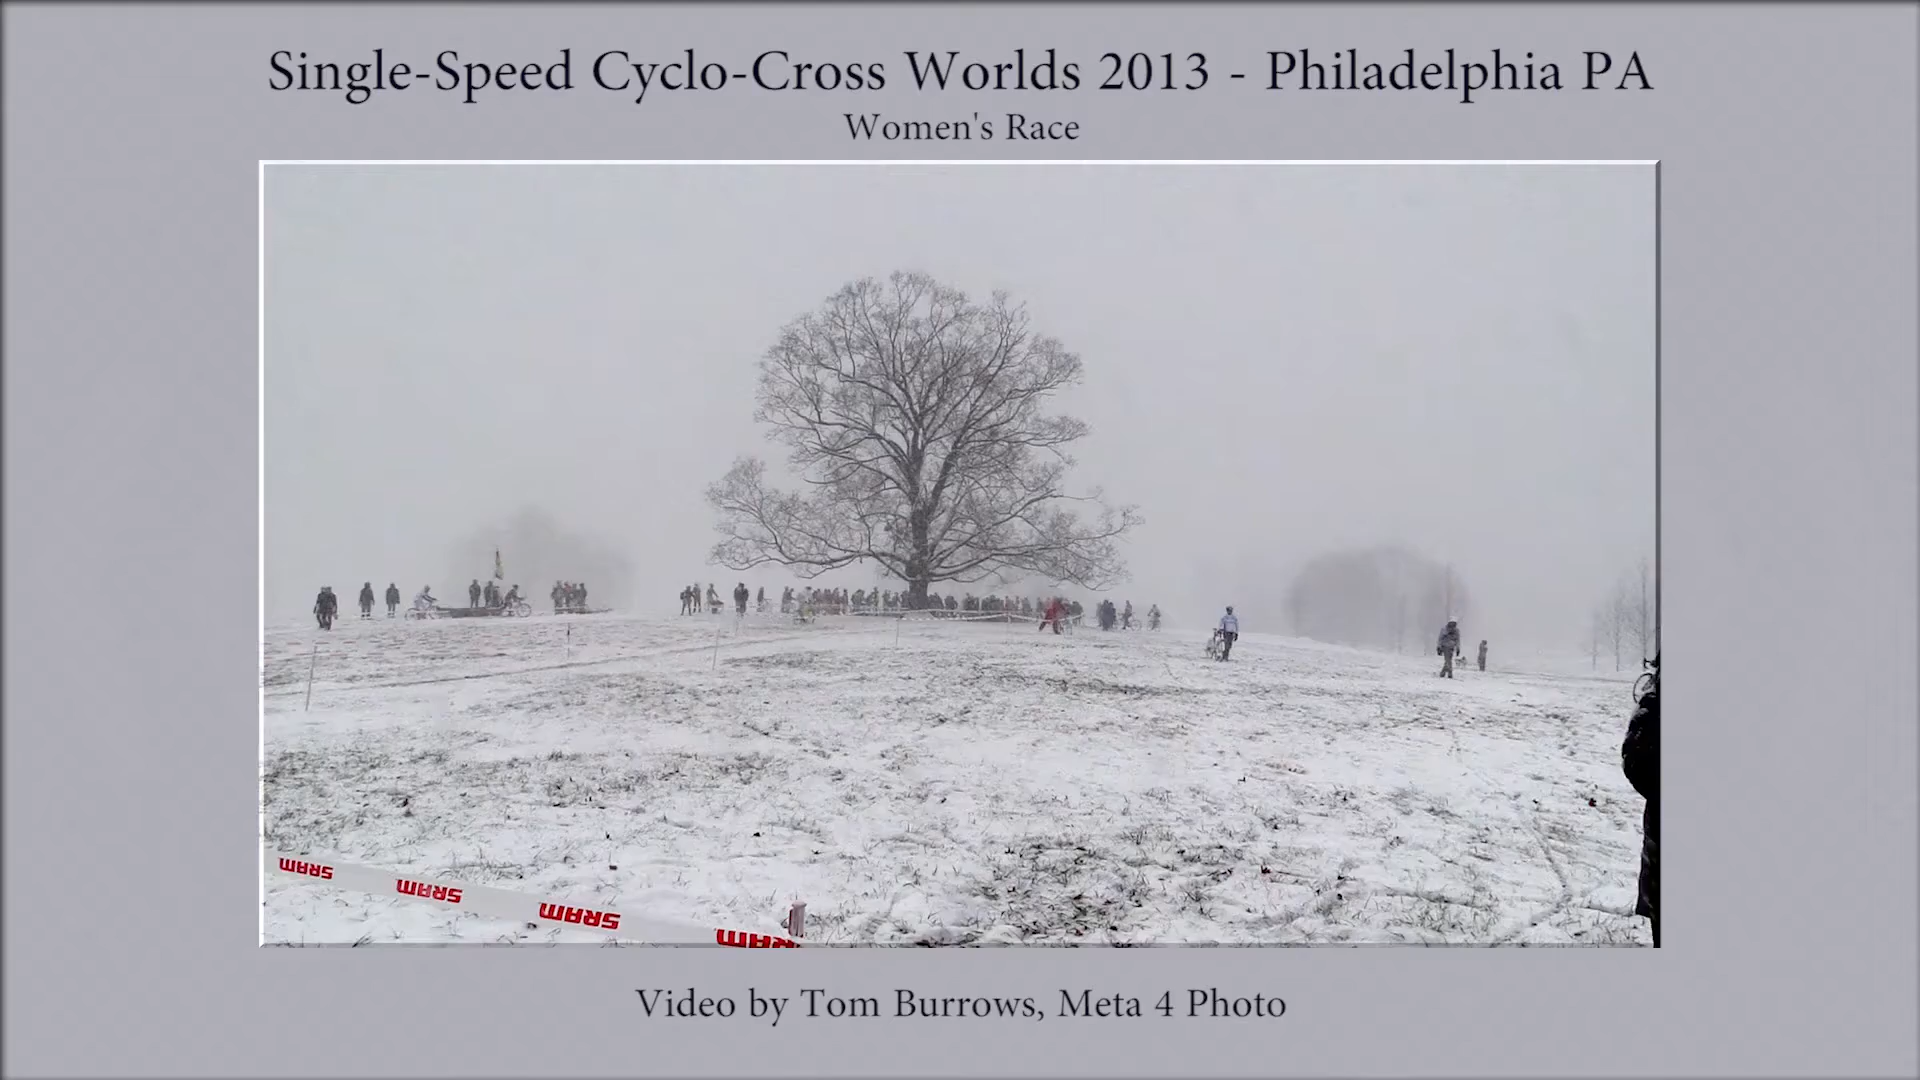 Single-Speed Cyclo-Cross Worlds 2013 - Philadelphia PA
Women's Race
SRAM SRAM SRAM SRAM
Video by Tom Burrows, Meta 4 Photo